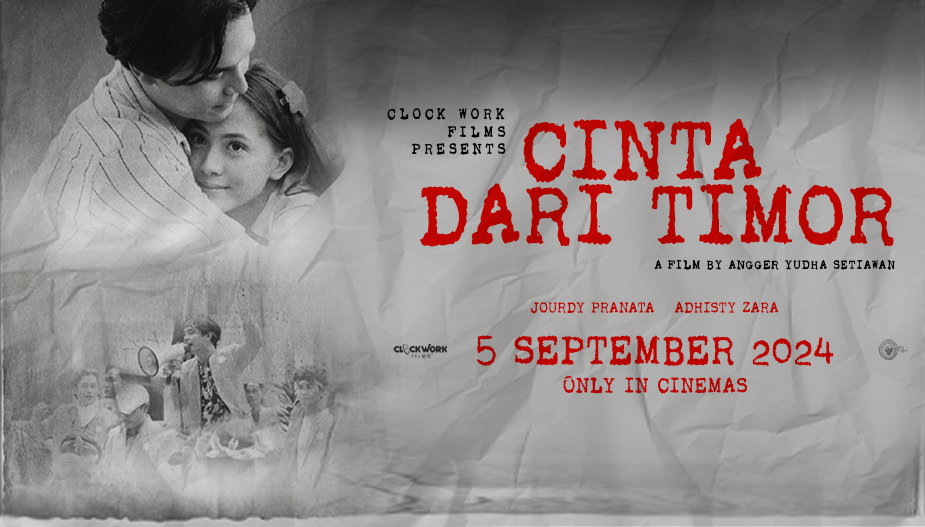 CLOCK WORK
FILMS
PRESENTS
CINTA
DARI TIMOR
A FILM BY ANGGER YUDHA SETIAWAN
JOURDY PRANATA ADHISTY ZARA
CLOCKWORK
FILMS
5 SEPTEMBER 2024
ONLY IN CINEMAS